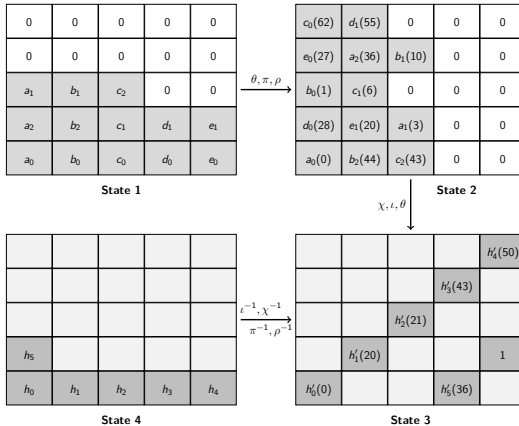 0 0 0 0 0
0 0 0 0 0
a₁ b₁ c₂ 0 0
a₂ b₂ c₁ d₁ e₁
a₀ b₀ c₀ d₀ e₀
State 1
θ, π, ρ
c₀(62) d₁(55) 0 0 0
e₀(27) a₂(36) b₁(10) 0 0
b₀(1) c₁(6) 0 0 0
d₀(28) e₁(20) a₁(3) 0 0
a₀(0) b₂(44) c₂(43) 0 0
State 2
χ, ι, θ
h₅
h₀ h₁ h₂ h₃ h₄
State 4
ι⁻¹, χ⁻¹
π⁻¹, ρ⁻¹
h′₄(50)
h′₃(43)
h′₂(21)
h′₁(20) 1
h′₀(0) h′₅(36)
State 3